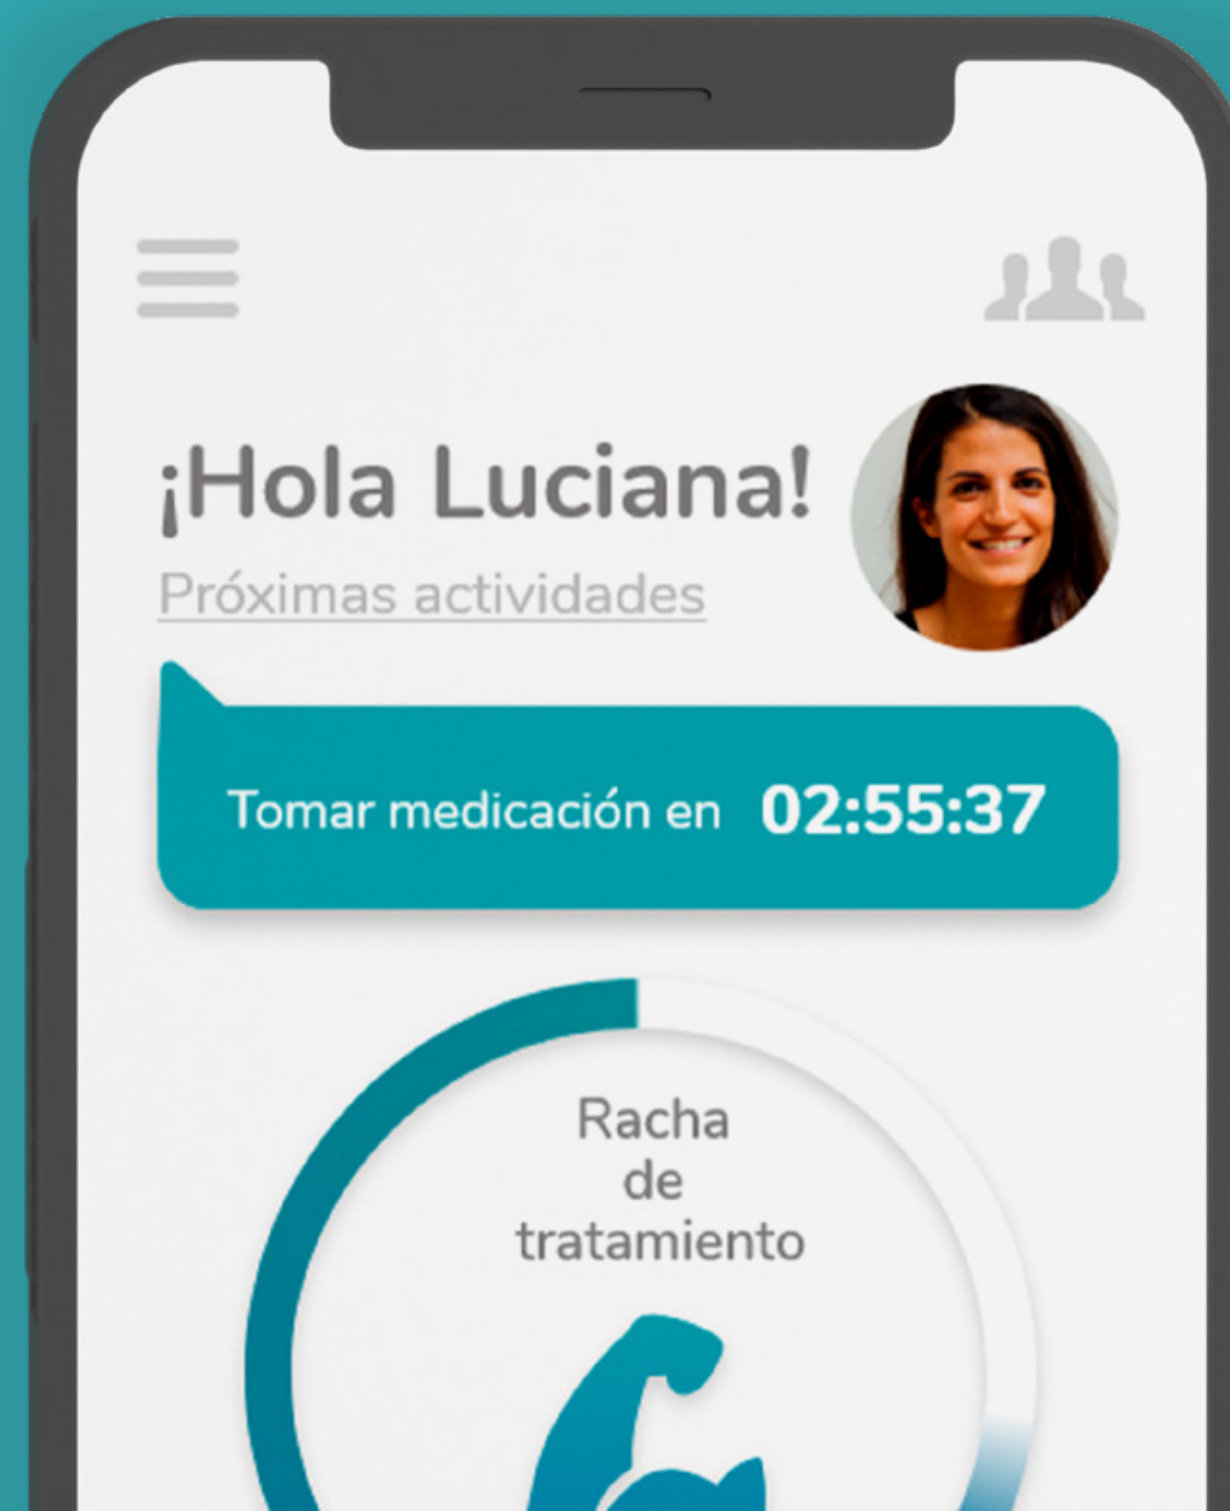 ¡Hola Luciana!
Próximas actividades
Tomar medicación en 02:55:37
Racha
de
tratamiento